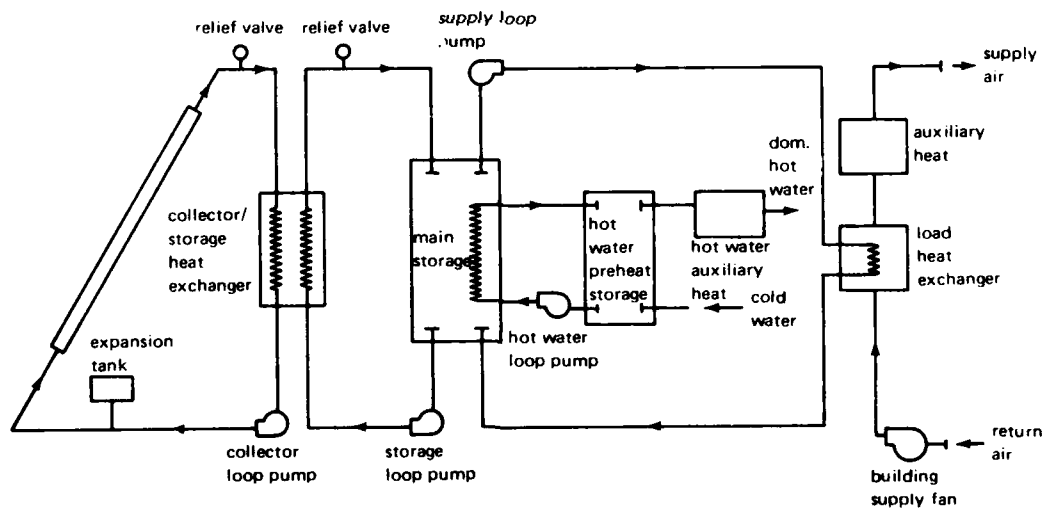 relief valve
relief valve
supply loop
pump
supply
air
auxiliary
heat
dom.
hot
water
collector/
storage
heat
exchanger
main
storage
hot
water
preheat
storage
hot water
auxiliary
heat
load
heat
exchanger
cold
water
expansion
tank
hot water
loop pump
collector
loop pump
storage
loop pump
return
air
building
supply fan